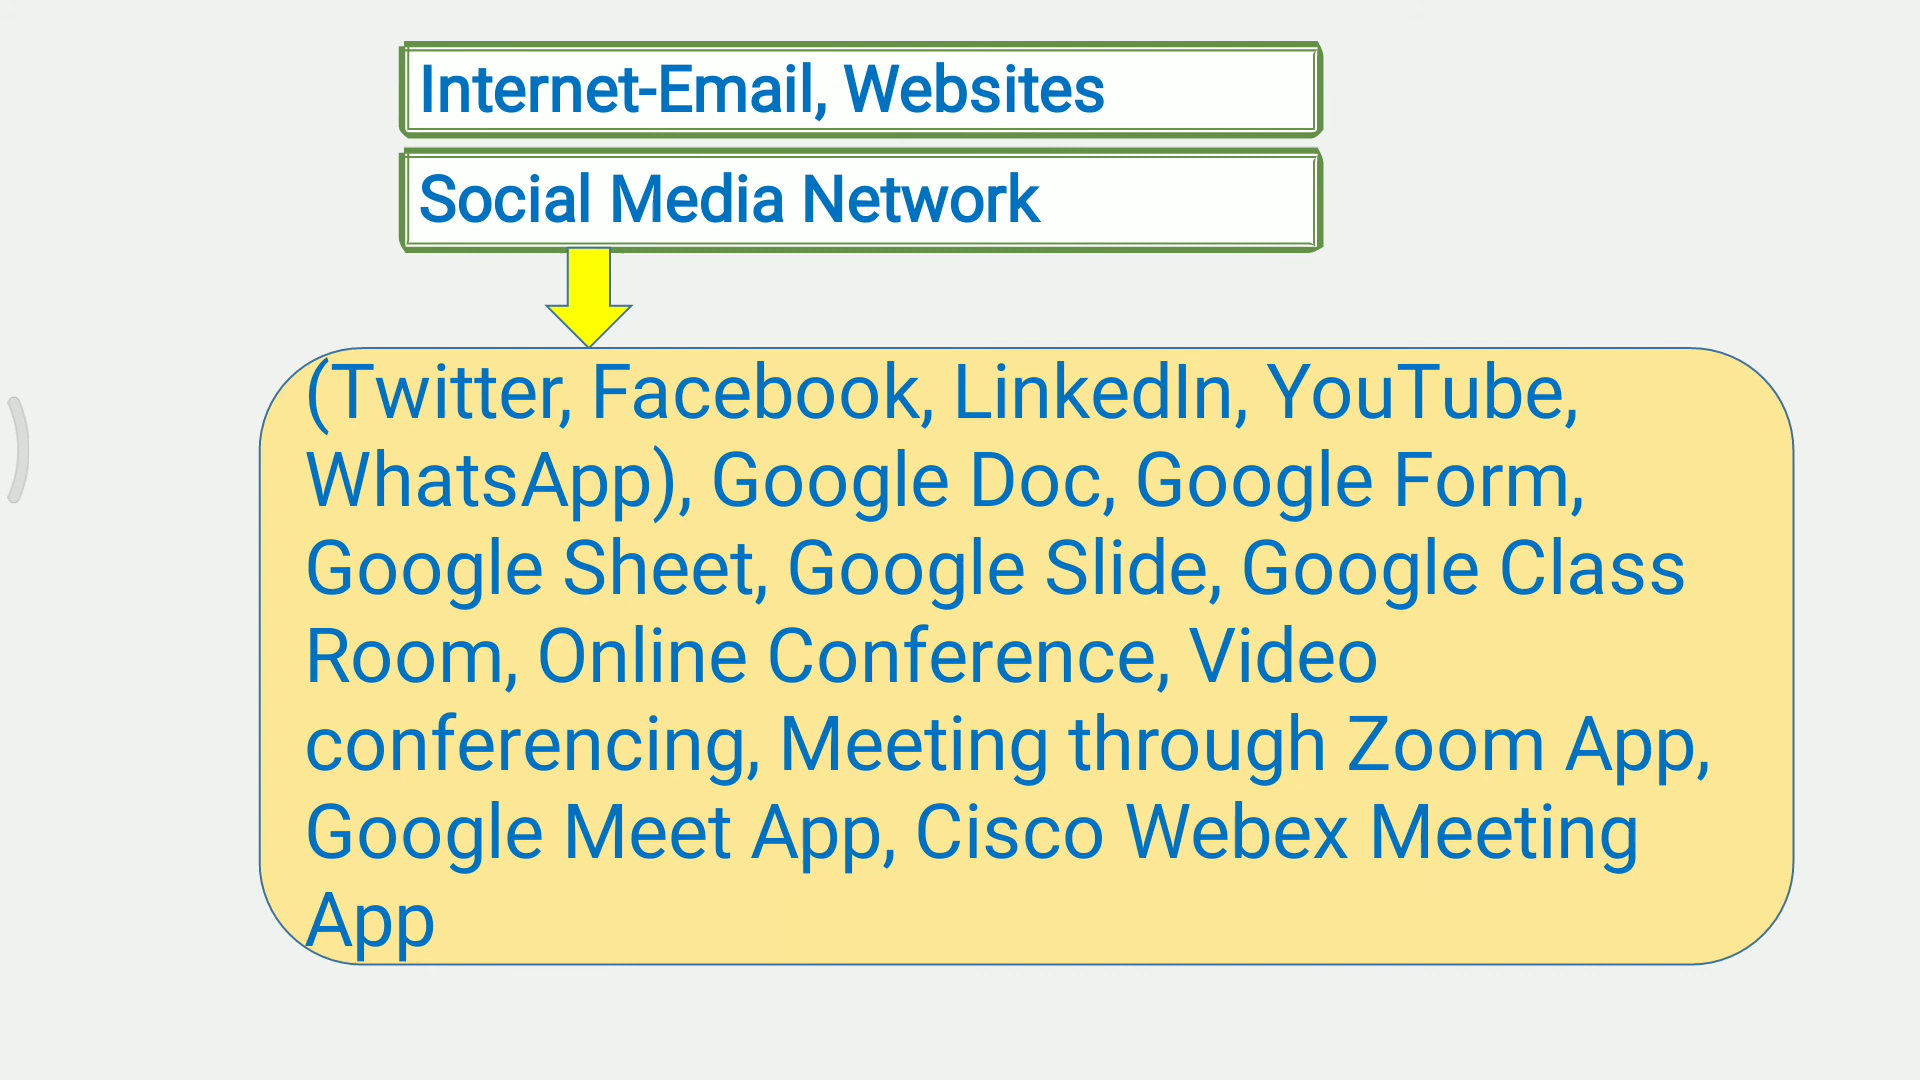 Internet-Email, Websites
Social Media Network
(Twitter, Facebook, LinkedIn, YouTube,
WhatsApp), Google Doc, Google Form,
Google Sheet, Google Slide, Google Class
Room, Online Conference, Video
conferencing, Meeting through Zoom App,
Google Meet App, Cisco Webex Meeting
App